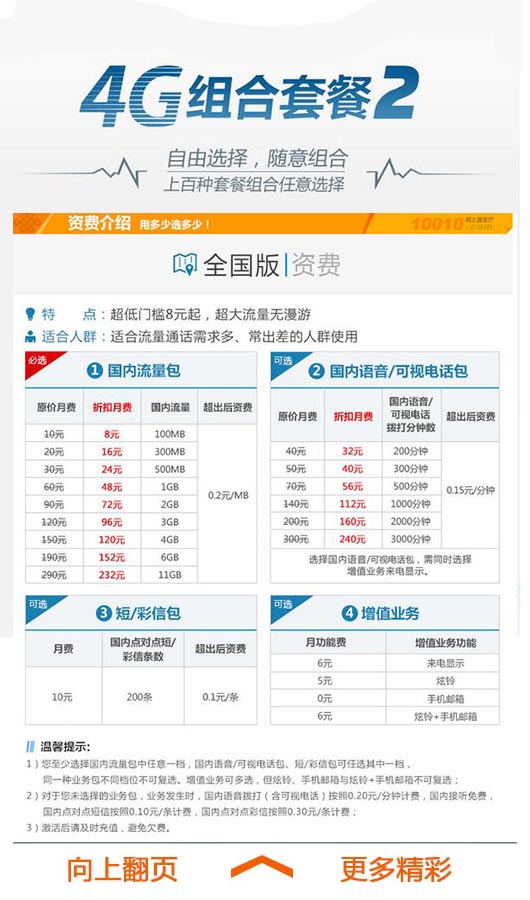 4G组合套餐2
自由选择，随意组合
上百种套餐组合任意选择
资费介绍 用多少选多少！
10010.com 网上营业厅
全国版|资费
特 点：超低门槛8元起，超大流量无漫游
适合人群：适合流量通话需求多、常出差的人群使用
必选
1 国内流量包
原价月费 折扣月费 国内流量 超出后资费
10元 8元 100MB
20元 16元 300MB
30元 24元 500MB
60元 48元 1GB
90元 72元 2GB
120元 96元 3GB
150元 120元 4GB
190元 152元 6GB
290元 232元 11GB
0.2元/MB
可选
2 国内语音/可视电话包
原价月费 折扣月费 国内语音/可视电话拨打分钟数 超出后资费
40元 32元 200分钟
50元 40元 300分钟
70元 56元 500分钟
140元 112元 1000分钟
200元 160元 2000分钟
300元 240元 3000分钟
0.15元/分钟
选择国内语音/可视电话包，需同时选择
增值业务来电显示。
可选
3 短/彩信包
月费 国内点对点短/彩信条数 超出后资费
10元 200条 0.1元/条
可选
4 增值业务
月功能费 增值业务功能
6元 来电显示
5元 炫铃
0元 手机邮箱
6元 炫铃+手机邮箱
温馨提示:
1）您至少选择国内流量包中任意一档，国内语音/可视电话包、短/彩信包可任选其中一档，
同一种业务包不同档位不可复选。增值业务可多选，但炫铃、手机邮箱与炫铃+手机邮箱不可复选；
2）对于您未选择的业务包，业务发生时，国内语音拨打（含可视电话）按照0.20元/分钟计费，国内接听免费，
国内点对点短信按照0.10元/条计费，国内点对点彩信按照0.30元/条计费；
3）激活后请及时充值，避免欠费。
向上翻页 更多精彩